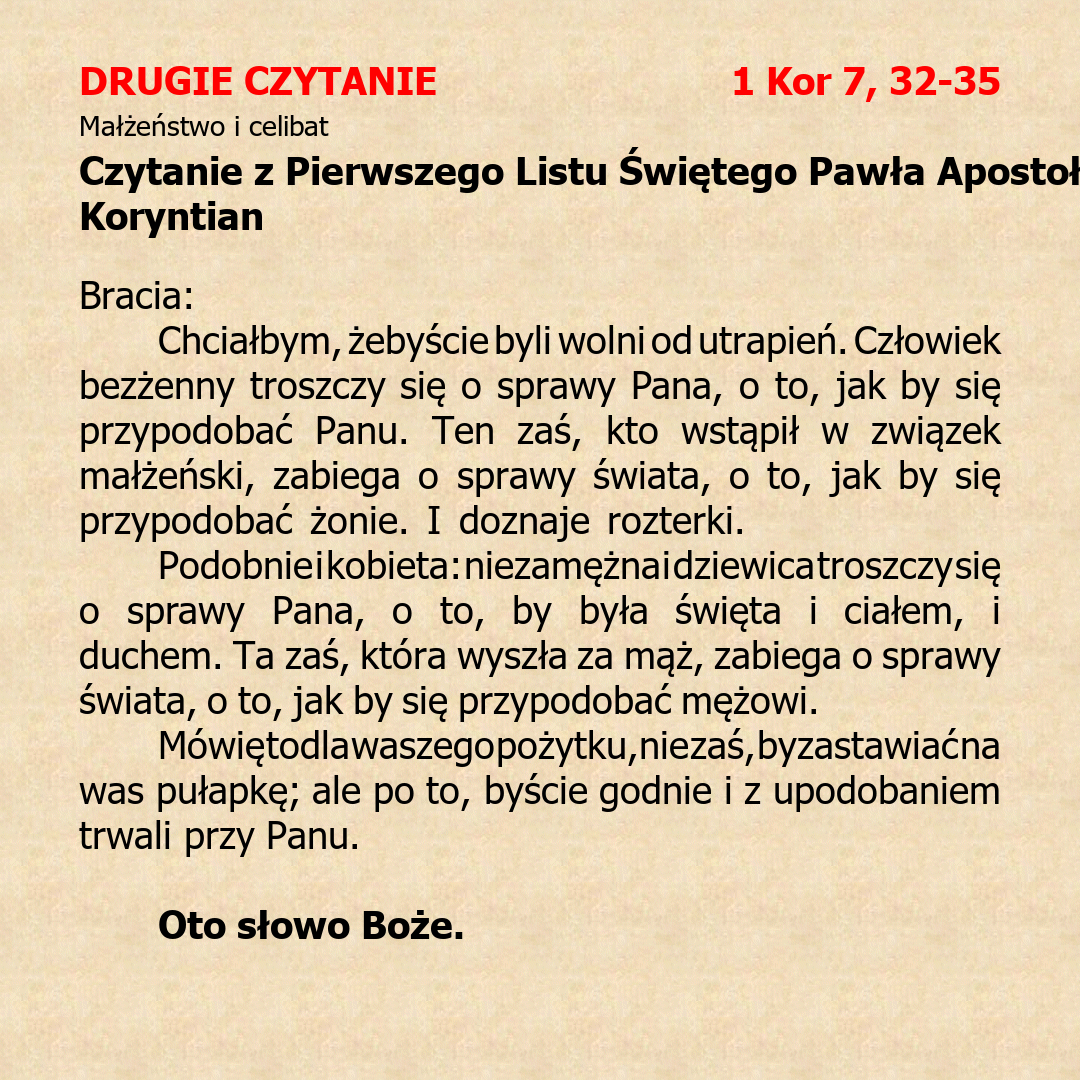 DRUGIE CZYTANIE 1 Kor 7, 32-35
Małżeństwo i celibat
Czytanie z Pierwszego Listu Świętego Pawła
Koryntian
Bracia:
Chciałbym, żebyście byli wolni od utrapień. Człowiek
bezżenny troszczy się o sprawy Pana, o to, jak by się
przypodobać Panu. Ten zaś, kto wstąpił w związek
małżeński, zabiega o sprawy świata, o to, jak by się
przypodobać żonie. I doznaje rozterki.
Podobnie i kobieta: niezamężna i dziewica troszczy się
o sprawy Pana, o to, by była święta i ciałem, i
duchem. Ta zaś, która wyszła za mąż, zabiega o sprawy
świata, o to, jak by się przypodobać mężowi.
Mówię to dla waszego pożytku, nie zaś, by zastawiać na
was pułapkę; ale po to, byście godnie i z upodobaniem
trwali przy Panu.
Oto słowo Boże.